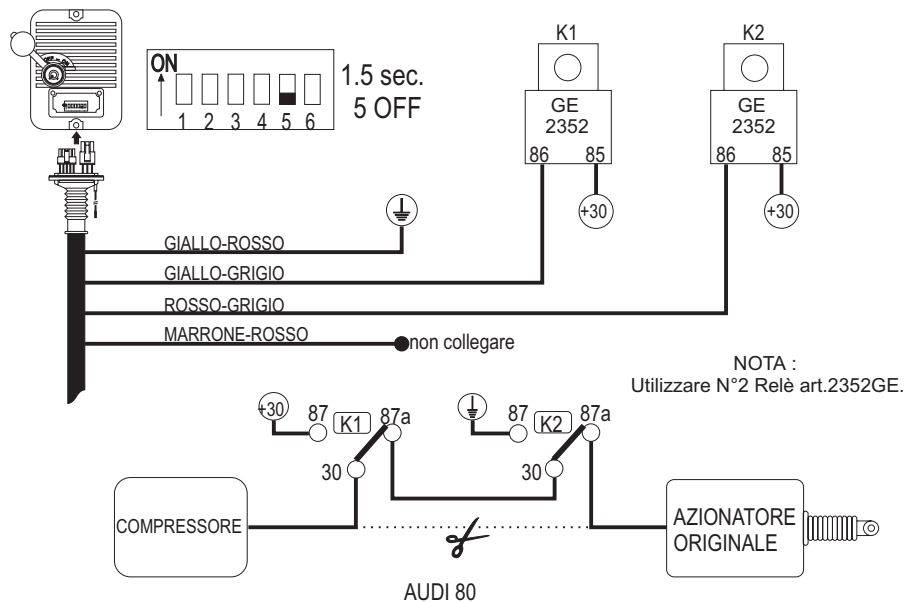 OFF ON
ON
1 2 3 4 5 6
1.5 sec.
5 OFF
K1
GE
2352
86 85
+30
K2
GE
2352
86 85
+30
GIALLO-ROSSO
GIALLO-GRIGIO
ROSSO-GRIGIO
MARRONE-ROSSO
non collegare
NOTA :
Utilizzare N°2 Relè art.2352GE.
+30 87 K1 87a
30
87 K2 87a
30
COMPRESSORE
AZIONATORE
ORIGINALE
AUDI 80